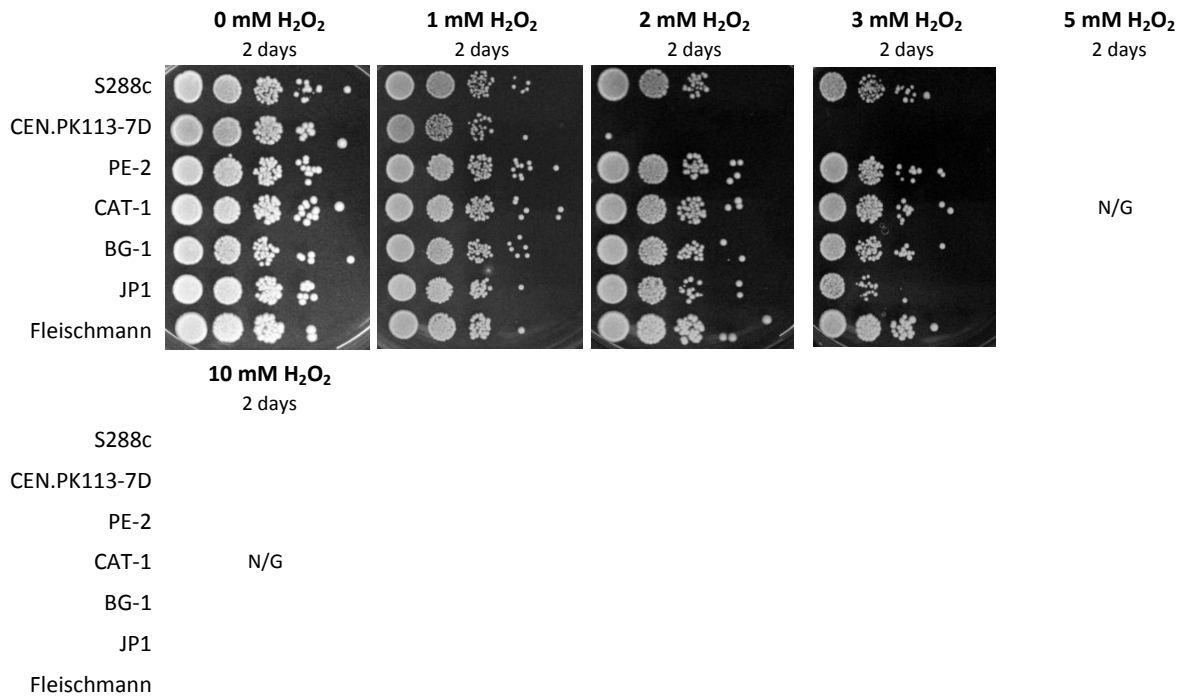 0 mM H₂O₂ 1 mM H₂O₂ 2 mM H₂O₂ 3 mM H₂O₂ 5 mM H₂O₂
2 days 2 days 2 days 2 days 2 days
S288c
CEN.PK113-7D
PE-2
CAT-1 N/G
BG-1
JP1
Fleischmann
10 mM H₂O₂
2 days
S288c
CEN.PK113-7D
PE-2
CAT-1 N/G
BG-1
JP1
Fleischmann